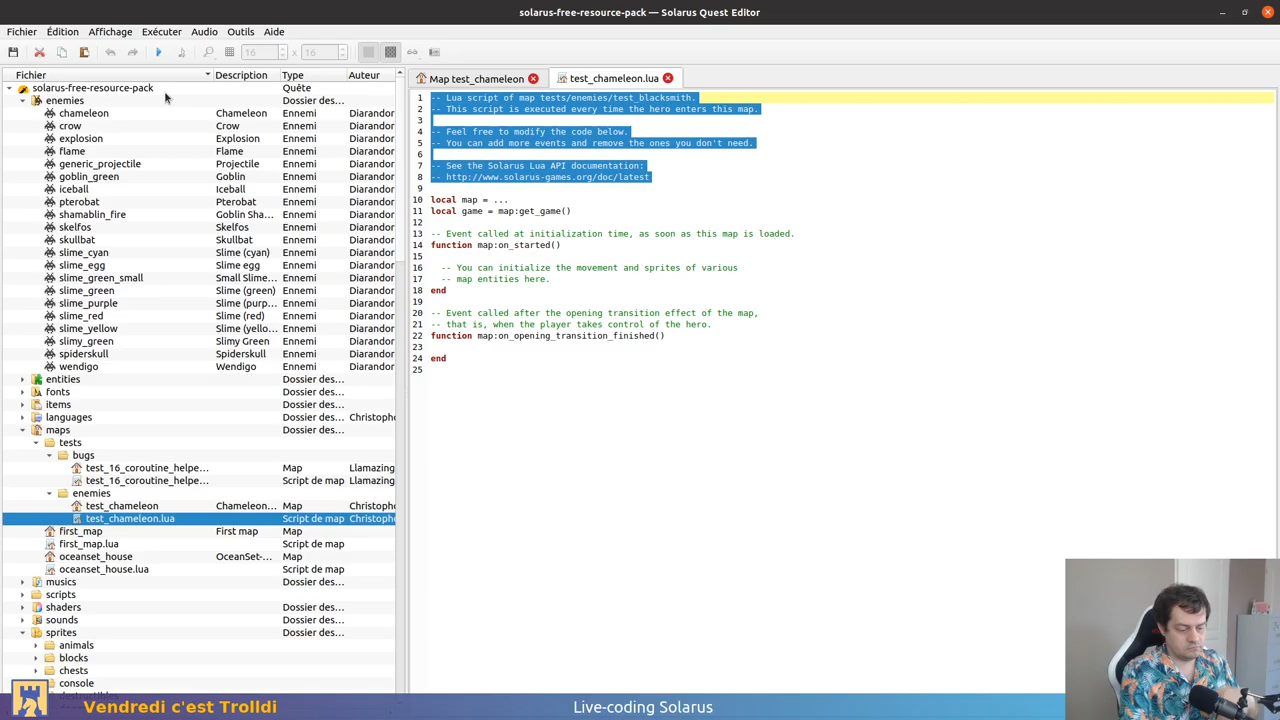 solarus-free-resource-pack — Solarus Quest Editor
Fichier Édition Affichage Exécuter Audio Outils Aide
16 x 16
Fichier Description Type Auteur
solarus-free-resource-pack Quête
enemies Dossier des...
chameleon Chameleon Ennemi Diarandor
crow Crow Ennemi Diarandor
explosion Explosion Ennemi Diarandor
flame Flame Ennemi Diarandor
generic_projectile Projectile Ennemi Diarandor
goblin_green Goblin Ennemi Diarandor
iceball Iceball Ennemi Diarandor
pterobat Pterobat Ennemi Diarandor
shamablin_fire Goblin Sha... Ennemi Diarandor
skelfos Skelfos Ennemi Diarandor
skullbat Skullbat Ennemi Diarandor
slime_cyan Slime (cyan) Ennemi Diarandor
slime_egg Slime egg Ennemi Diarandor
slime_green_small Small Slime... Ennemi Diarandor
slime_green Slime (green) Ennemi Diarandor
slime_purple Slime (purp... Ennemi Diarandor
slime_red Slime (red) Ennemi Diarandor
slime_yellow Slime (yello... Ennemi Diarandor
slimy_green Slimy Green Ennemi Diarandor
spiderskull Spiderskull Ennemi Diarandor
wendigo Wendigo Ennemi Diarandor
entities Dossier des...
fonts Dossier des...
items Dossier des...
languages Dossier des... Christophe
maps Dossier des...
tests
bugs
test_16_coroutine_helpe... Map Llamazing
test_16_coroutine_helpe... Script de map Llamazing
enemies
test_chameleon Chameleon... Map Christophe
test_chameleon.lua Script de map Christophe
first_map First map Map
first_map.lua Script de map
oceanset_house OceanSet-... Map
oceanset_house.lua Script de map
musics Dossier des...
scripts Dossier des...
shaders Dossier des...
sounds Dossier des...
sprites Dossier des...
animals
blocks
chests
console
Map test_chameleon test_chameleon.lua
1 -- Lua script of map tests/enemies/test_blacksmith.
2 -- This script is executed every time the hero enters this map.
3
4 -- Feel free to modify the code below.
5 -- You can add more events and remove the ones you don't need.
6
7 -- See the Solarus Lua API documentation:
8 -- http://www.solarus-games.org/doc/latest
9
10 local map = ...
11 local game = map:get_game()
12
13 -- Event called at initialization time, as soon as this map is loaded.
14 function map:on_started()
15
16 -- You can initialize the movement and sprites of various
17 -- map entities here.
18 end
19
20 -- Event called after the opening transition effect of the map,
21 -- that is, when the player takes control of the hero.
22 function map:on_opening_transition_finished()
23
24 end
25
Vendredi c'est Trolldi
Live-coding Solarus